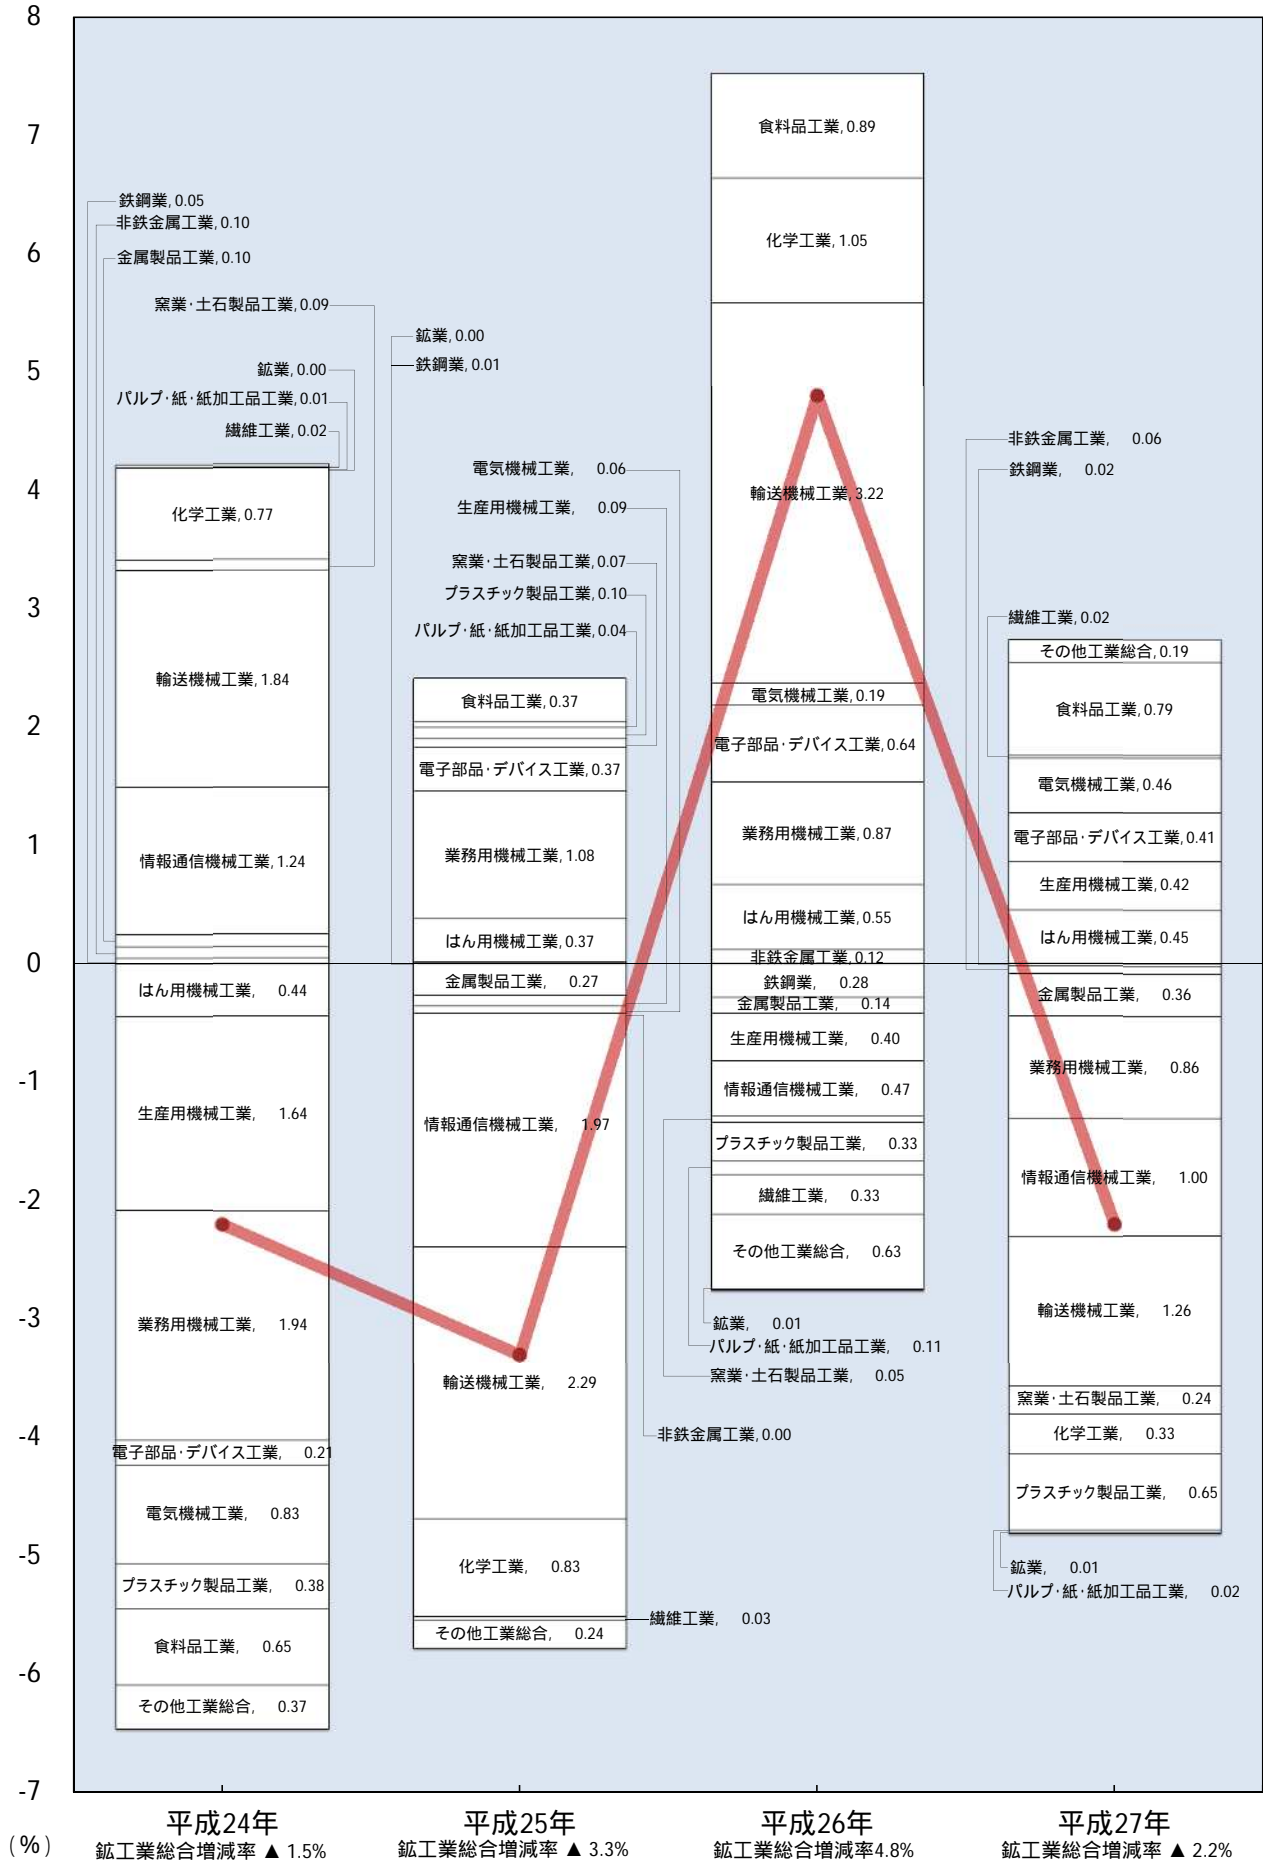 8
7
6
5
4
3
2
1
0
-1
-2
-3
-4
-5
-6
-7
(%)
鉄鋼業, 0.05
非鉄金属工業, 0.10
金属製品工業, 0.10
窯業・土石製品工業, 0.09
鉱業, 0.00
パルプ・紙・紙加工品工業, 0.01
繊維工業, 0.02
化学工業, 0.77
輸送機械工業, 1.84
情報通信機械工業, 1.24
はん用機械工業, 0.44
生産用機械工業, 1.64
業務用機械工業, 1.94
電子部品・デバイス工業, 0.21
電気機械工業, 0.83
プラスチック製品工業, 0.38
食料品工業, 0.65
その他工業総合, 0.37
鉱業, 0.00
鉄鋼業, 0.01
電気機械工業, 0.06
生産用機械工業, 0.09
窯業・土石製品工業, 0.07
プラスチック製品工業, 0.10
パルプ・紙・紙加工品工業, 0.04
食料品工業, 0.37
電子部品・デバイス工業, 0.37
業務用機械工業, 1.08
はん用機械工業, 0.37
金属製品工業, 0.27
情報通信機械工業, 1.97
輸送機械工業, 2.29
非鉄金属工業, 0.00
化学工業, 0.83
繊維工業, 0.03
その他工業総合, 0.24
食料品工業, 0.89
化学工業, 1.05
輸送機械工業, 3.22
電気機械工業, 0.19
電子部品・デバイス工業, 0.64
業務用機械工業, 0.87
はん用機械工業, 0.55
非鉄金属工業, 0.12
鉄鋼業, 0.28
金属製品工業, 0.14
生産用機械工業, 0.40
情報通信機械工業, 0.47
プラスチック製品工業, 0.33
繊維工業, 0.33
その他工業総合, 0.63
鉱業, 0.01
パルプ・紙・紙加工品工業, 0.11
窯業・土石製品工業, 0.05
非鉄金属工業, 0.06
鉄鋼業, 0.02
繊維工業, 0.02
その他工業総合, 0.19
食料品工業, 0.79
電気機械工業, 0.46
電子部品・デバイス工業, 0.41
生産用機械工業, 0.42
はん用機械工業, 0.45
金属製品工業, 0.36
業務用機械工業, 0.86
情報通信機械工業, 1.00
輸送機械工業, 1.26
窯業・土石製品工業, 0.24
化学工業, 0.33
プラスチック製品工業, 0.65
鉱業, 0.01
パルプ・紙・紙加工品工業, 0.02
平成24年
鉱工業総合増減率 ▲ 1.5%
平成25年
鉱工業総合増減率 ▲ 3.3%
平成26年
鉱工業総合増減率4.8%
平成27年
鉱工業総合増減率 ▲ 2.2%